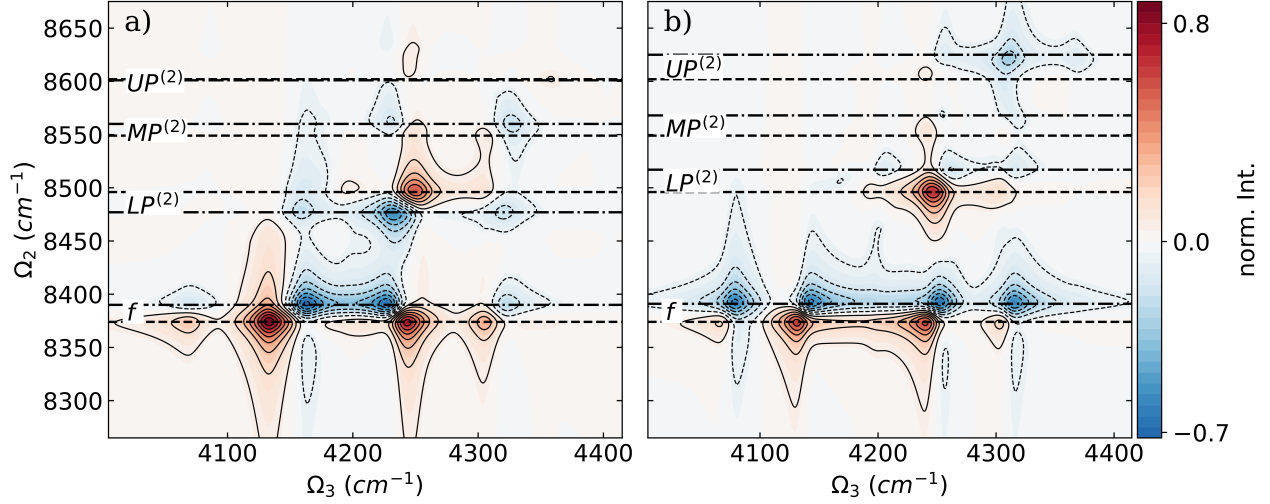 a)
b)
8650
8600
8550
8500
8450
8400
8350
8300
Ω₂ (cm⁻¹)
UP⁽²⁾
MP⁽²⁾
LP⁽²⁾
f
UP⁽²⁾
MP⁽²⁾
LP⁽²⁾
f
4100 4200 4300 4400
Ω₃ (cm⁻¹)
4100 4200 4300 4400
Ω₃ (cm⁻¹)
0.8
0.0
−0.7
norm. Int.